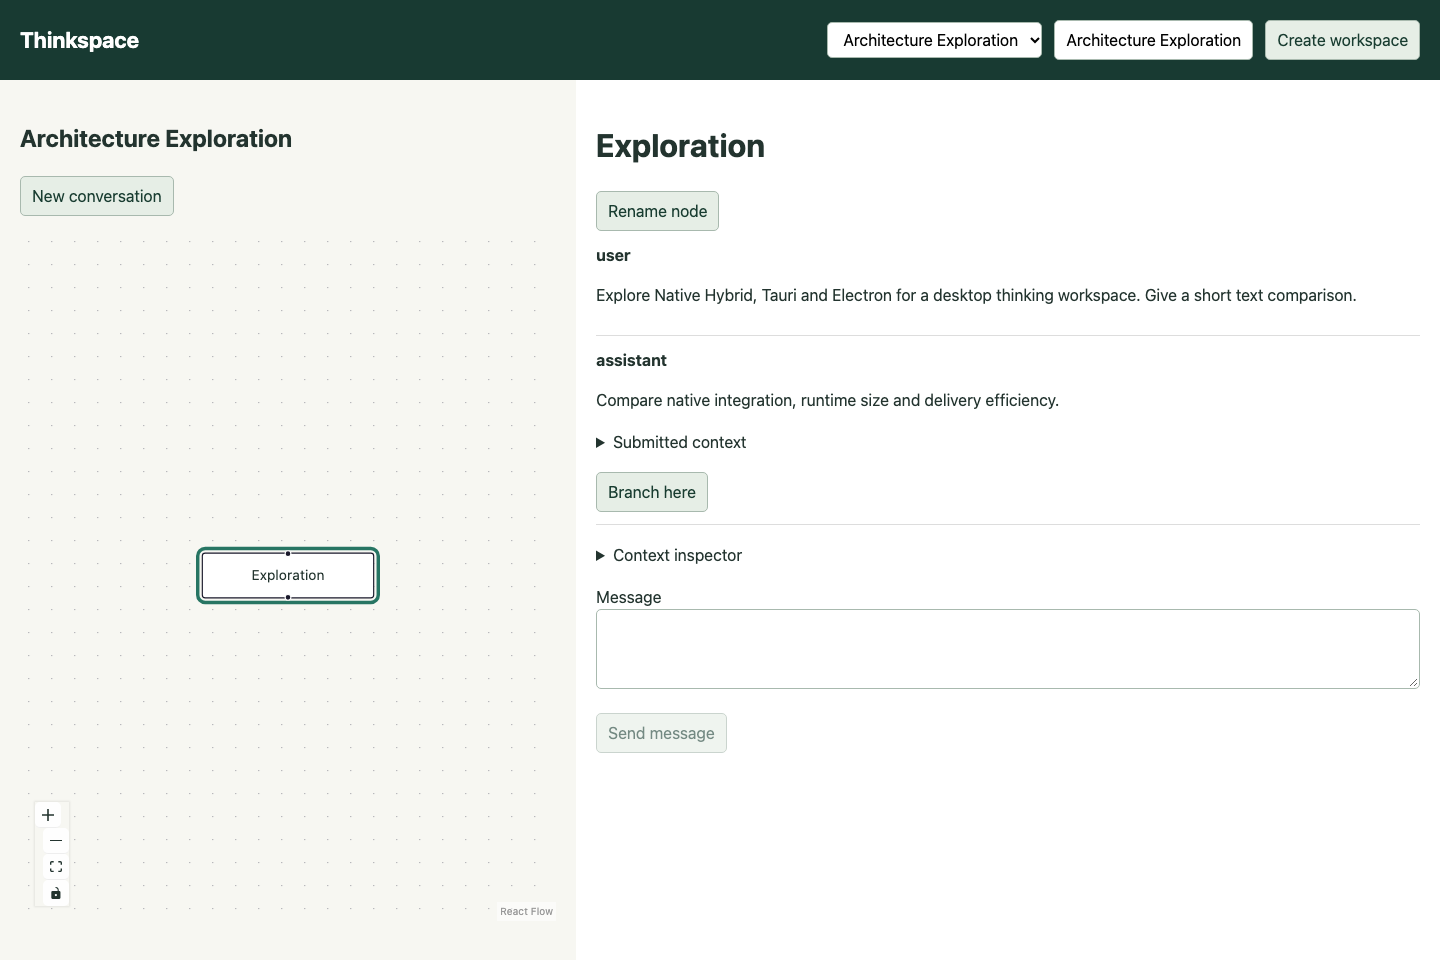 Thinkspace
Architecture Exploration
Architecture Exploration
Create workspace
Architecture Exploration
New conversation
Exploration
React Flow
Exploration
Rename node
user
Explore Native Hybrid, Tauri and Electron for a desktop thinking workspace. Give a short text comparison.
assistant
Compare native integration, runtime size and delivery efficiency.
Submitted context
Branch here
Context inspector
Message
Send message